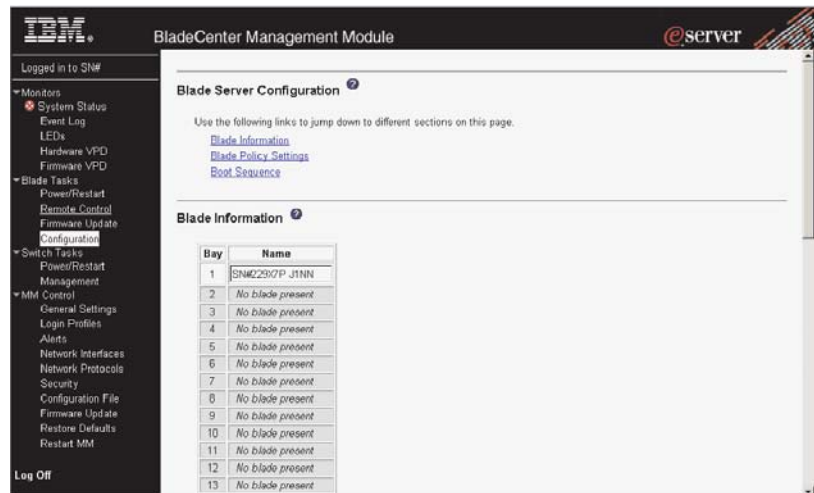 IBM.
BladeCenter Management Module
eserver
Logged in to SN#
Monitors
System Status
Event Log
LEDs
Hardware VPD
Firmware VPD
Blade Tasks
Power/Restart
Remote Control
Firmware Update
Configuration
Switch Tasks
Power/Restart
Management
MM Control
General Settings
Login Profiles
Alerts
Network Interfaces
Network Protocols
Security
Configuration File
Firmware Update
Restore Defaults
Restart MM
Log Off
Blade Server Configuration ?
Use the following links to jump down to different sections on this page.
Blade Information
Blade Policy Settings
Boot Sequence
Blade Information ?
Bay Name
1 SN#229X7P J1NN
2 No blade present
3 No blade present
4 No blade present
5 No blade present
6 No blade present
7 No blade present
8 No blade present
9 No blade present
10 No blade present
11 No blade present
12 No blade present
13 No blade present